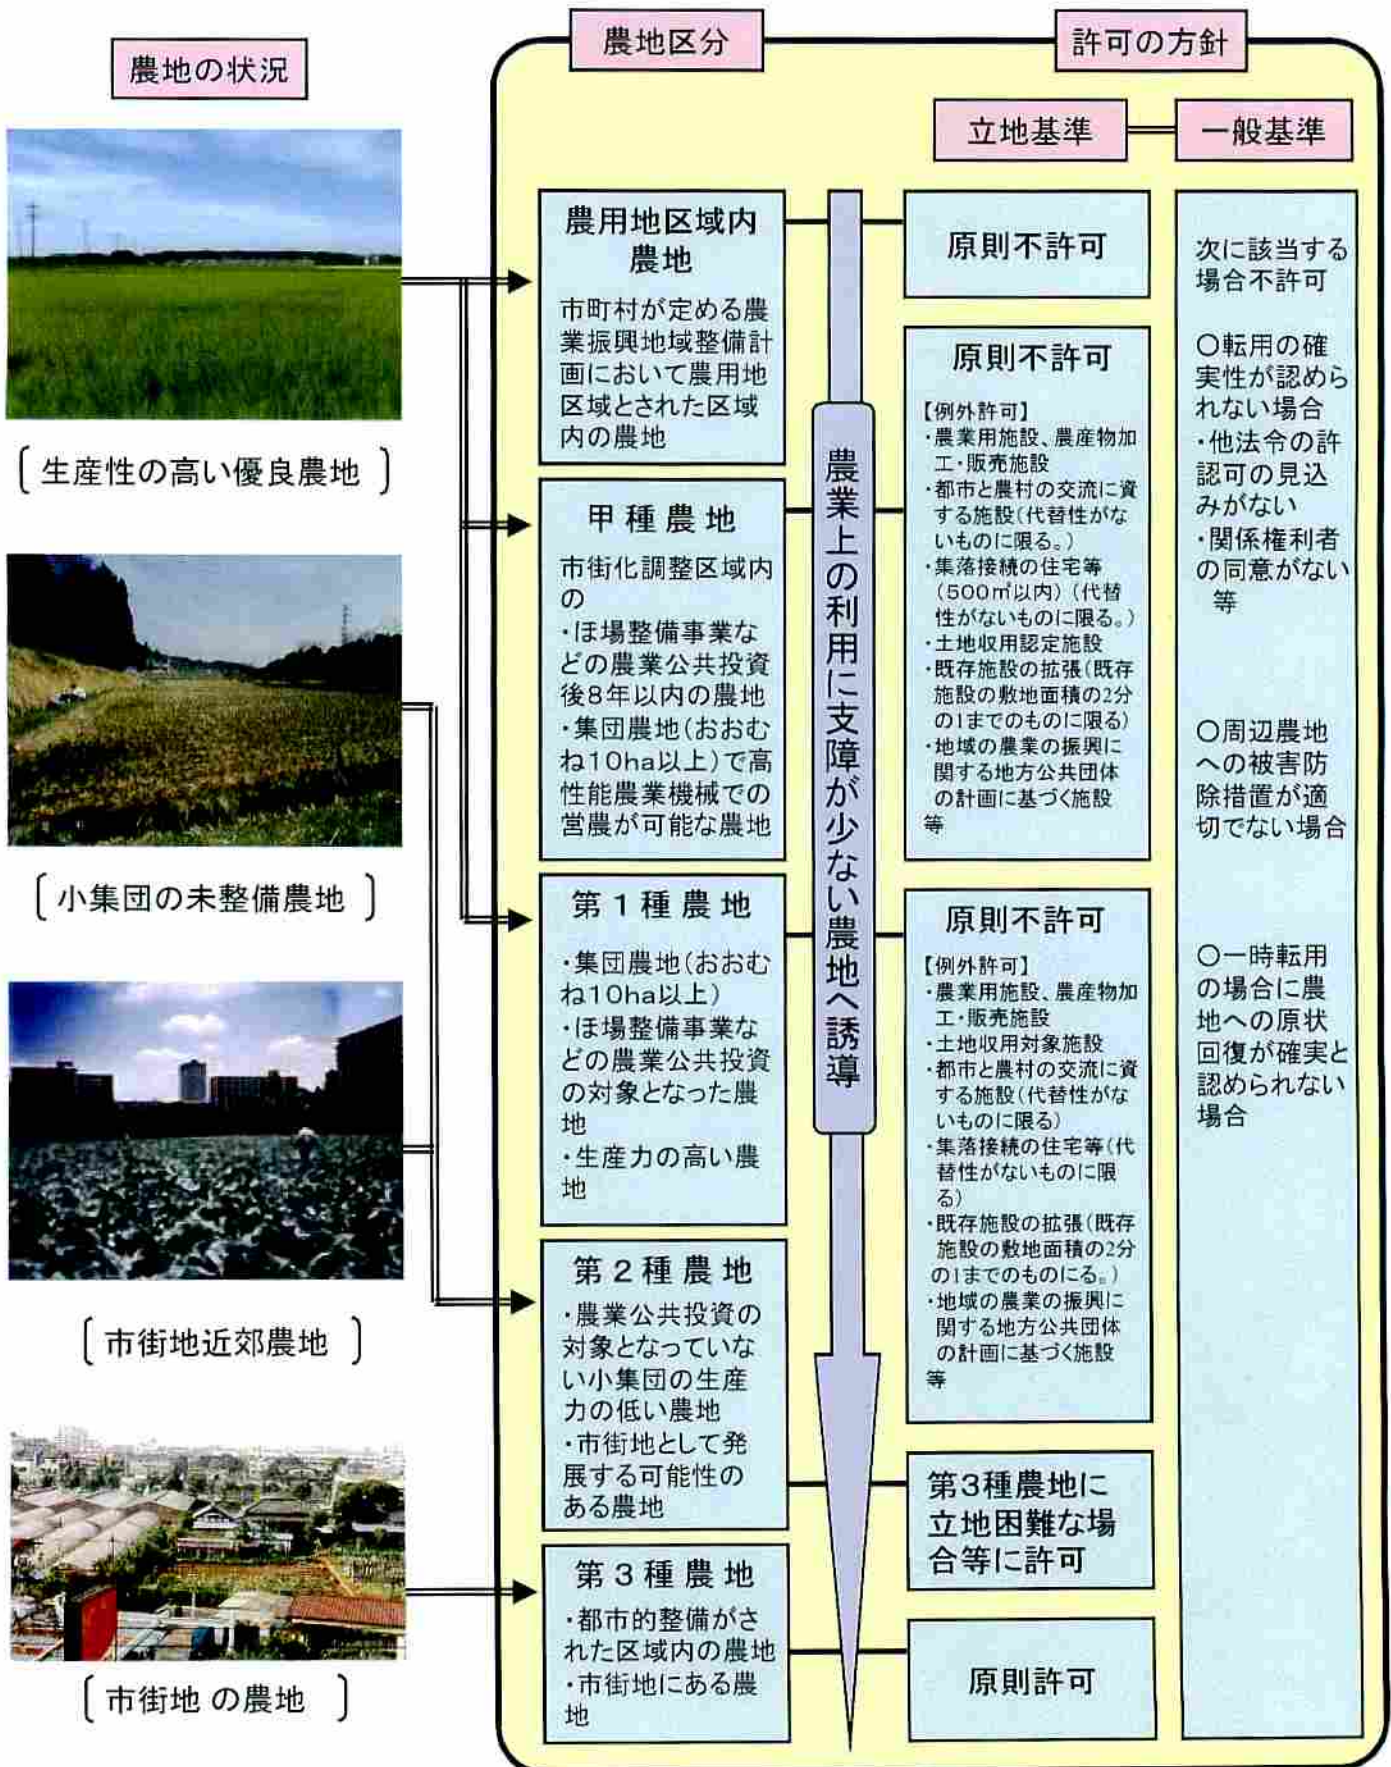 農地の状況
農地区分
許可の方針
立地基準
一般基準
〔 生産性の高い優良農地 〕
〔 小集団の未整備農地 〕
〔 市街地近郊農地 〕
〔 市街地 の農地 〕
農用地区域内
農地
市町村が定める農
業振興地域整備計
画において農用地
区域とされた区域
内の農地
甲種農地
市街化調整区域内
の
・ほ場整備事業な
どの農業公共投資
後8年以内の農地
・集団農地(おおむ
ね10ha以上)で高
性能農業機械での
営農が可能な農地
第1種農地
・集団農地(おおむ
ね10ha以上)
・ほ場整備事業な
どの農業公共投資
の対象となった農
地
・生産力の高い農
地
第2種農地
・農業公共投資の
対象となっていな
い小集団の生産
力の低い農地
・市街地として発
展する可能性の
ある農地
第3種農地
・都市的整備がさ
れた区域内の農地
・市街地にある農
地
農業上の利用に支障が少ない農地へ誘導
原則不許可
原則不許可
【例外許可】
・農業用施設、農産物加
工・販売施設
・都市と農村の交流に資
する施設(代替性がな
いものに限る。)
・集落接続の住宅等
(500㎡以内)(代替
性がないものに限る。)
・土地収用認定施設
・既存施設の拡張(既存
施設の敷地面積の2分
の1までのものに限る)
・地域の農業の振興に
関する地方公共団体
の計画に基づく施設
等
原則不許可
【例外許可】
・農業用施設、農産物加
工・販売施設
・土地収用対象施設
・都市と農村の交流に資
する施設(代替性がな
いものに限る)
・集落接続の住宅等(代
替性がないものに限
る)
・既存施設の拡張(既存
施設の敷地面積の2分
の1までのものにる。)
・地域の農業の振興に
関する地方公共団体
の計画に基づく施設
等
第3種農地に
立地困難な場
合等に許可
原則許可
次に該当する
場合不許可
○転用の確
実性が認めら
れない場合
・他法令の許
認可の見込
みがない
・関係権利者
の同意がない
等
○周辺農地
への被害防
除措置が適
切でない場合
○一時転用
の場合に農
地への原状
回復が確実と
認められない
場合